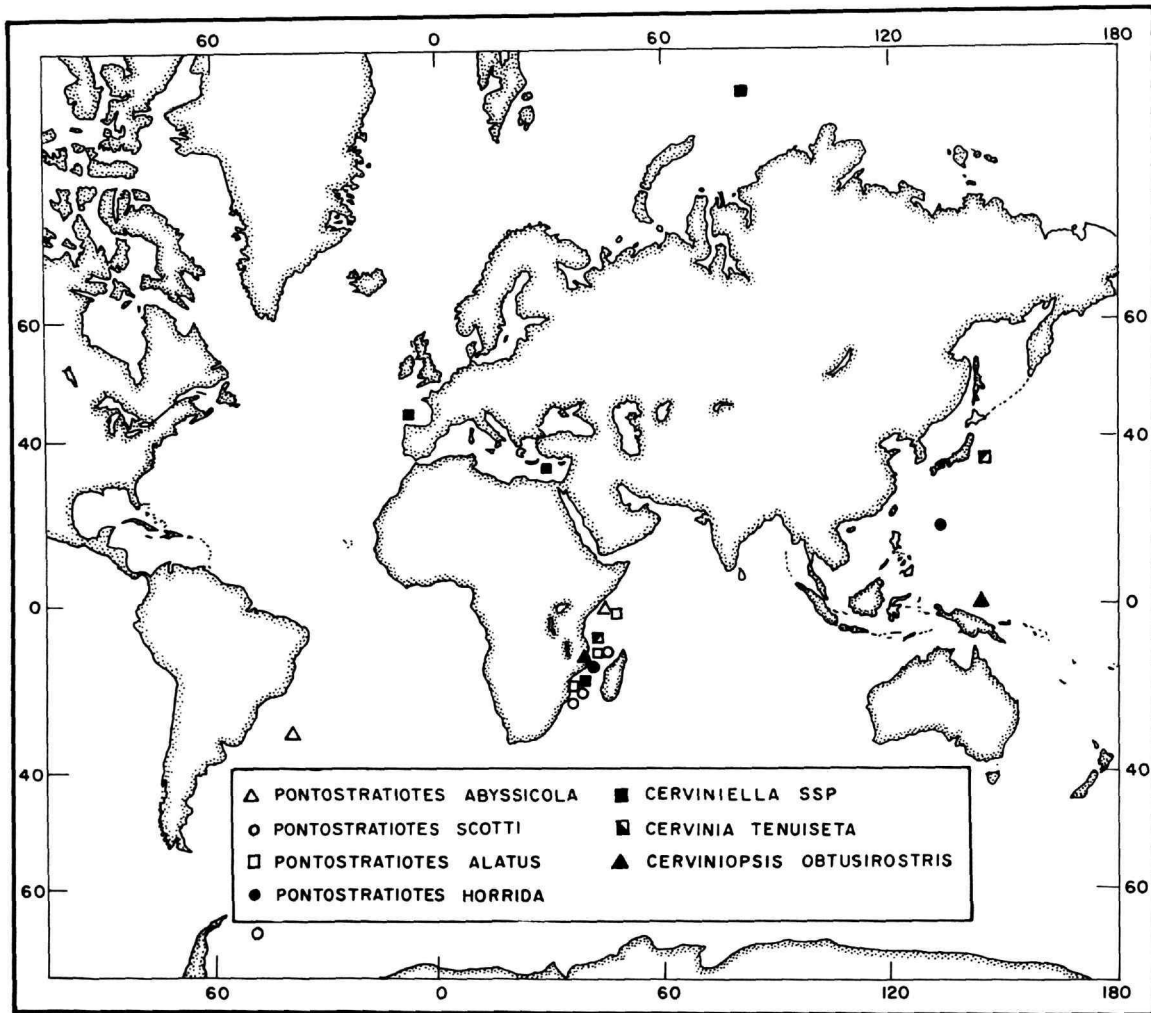 60 0 60 120 180
60 60
40 40
0 0
40 40
60 60
PONTOSTRATIOTES ABYSSICOLA
PONTOSTRATIOTES SCOTTI
PONTOSTRATIOTES ALATUS
PONTOSTRATIOTES HORRIDA
CERVINIELLA SSP
CERVINIA TENUISETA
CERVINIOPSIS OBTUSIROSTRIS
60 0 60 120 180